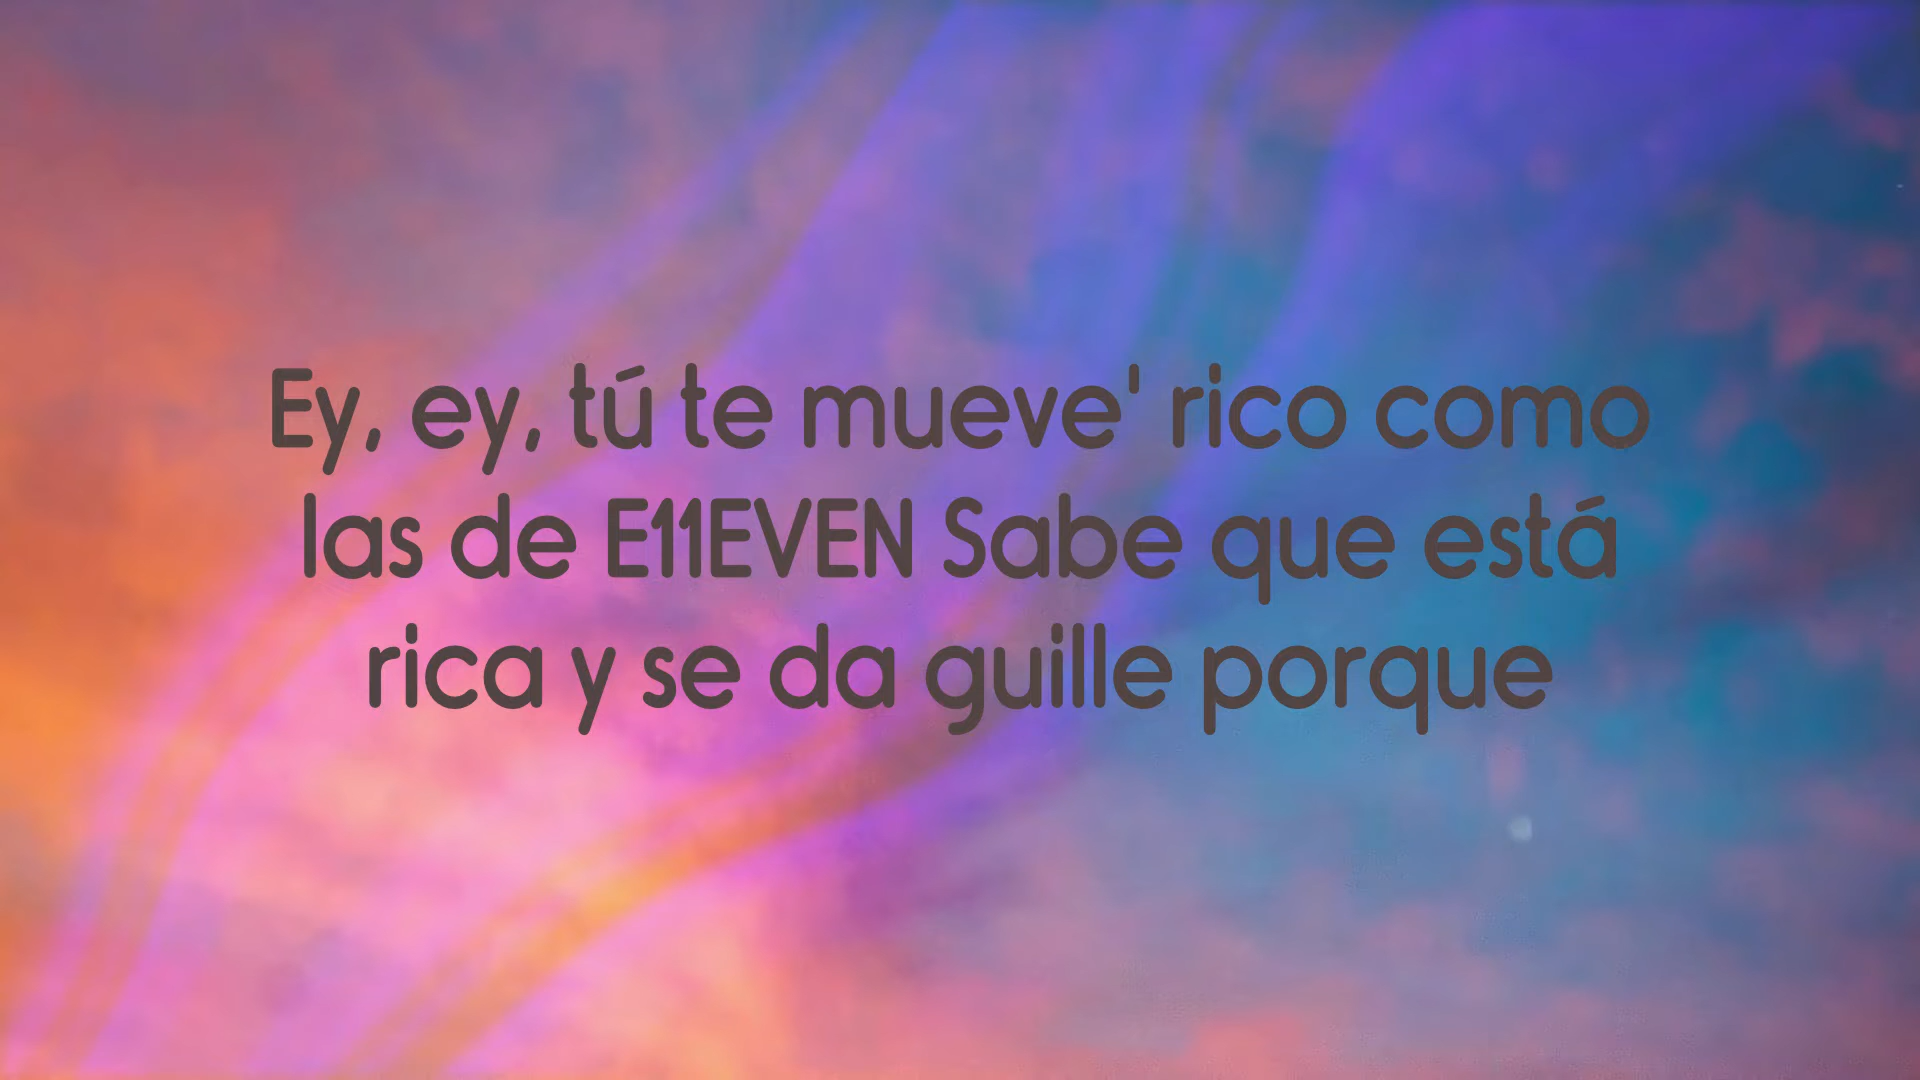 Ey, ey, tú te mueve' rico como
las de E11EVEN Sabe que está
rica y se da guille porque